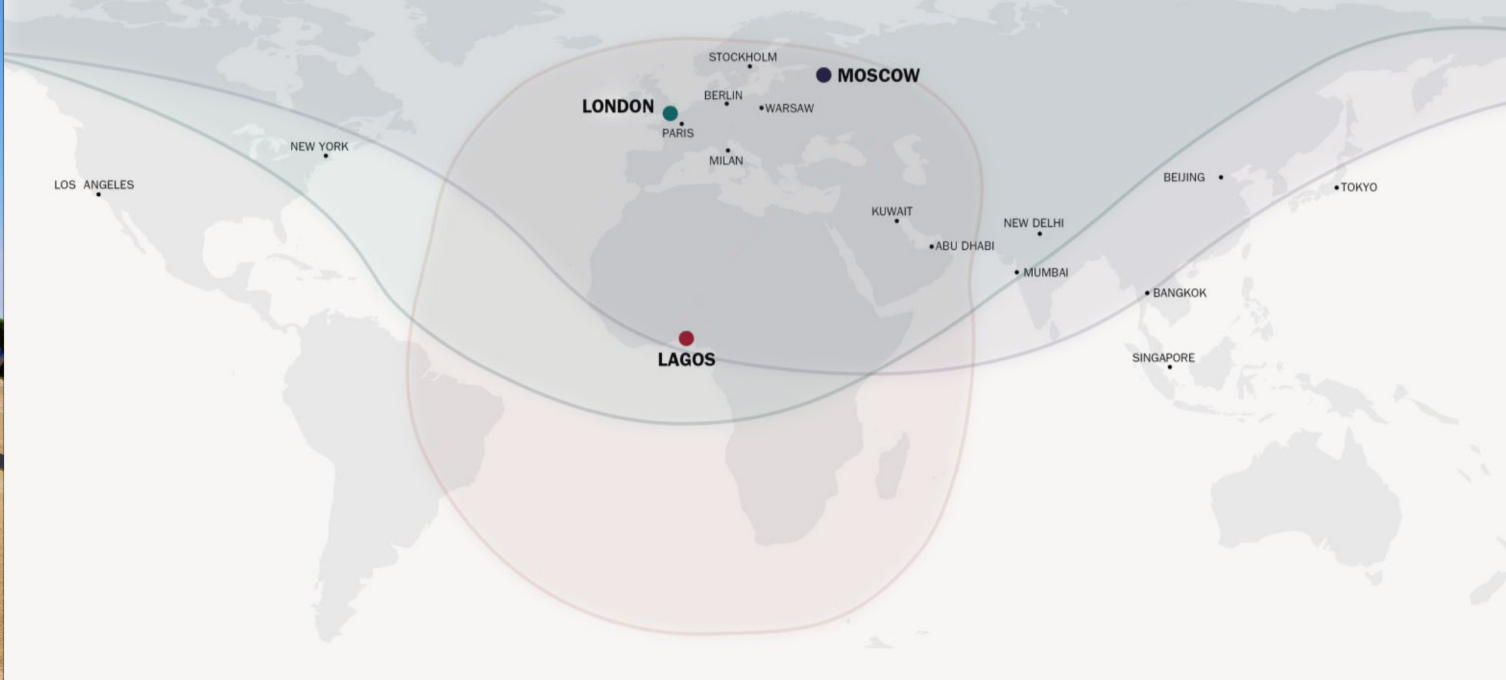 STOCKHOLM
MOSCOW
BERLIN
LONDON
WARSAW
PARIS
NEW YORK
MILAN
BEIJING
LOS ANGELES
TOKYO
KUWAIT
NEW DELHI
ABU DHABI
MUMBAI
BANGKOK
LAGOS
SINGAPORE